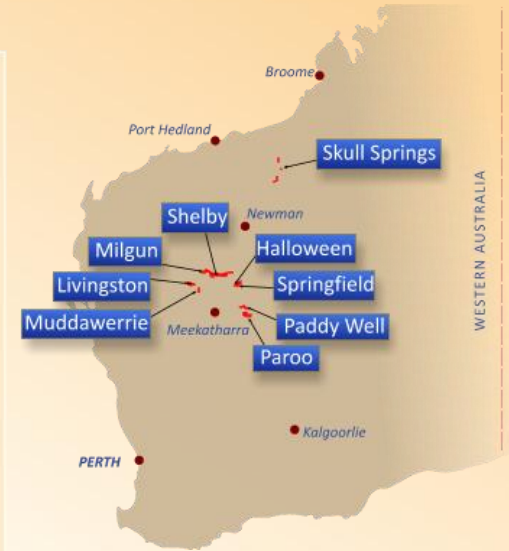 Broome
Port Hedland
Skull Springs
Shelby
Newman
Milgun
Halloween
Livingston
Springfield
Muddawerrie
Meekatharra
Paddy Well
Paroo
Kalgoorlie
PERTH
WESTERN AUSTRALIA